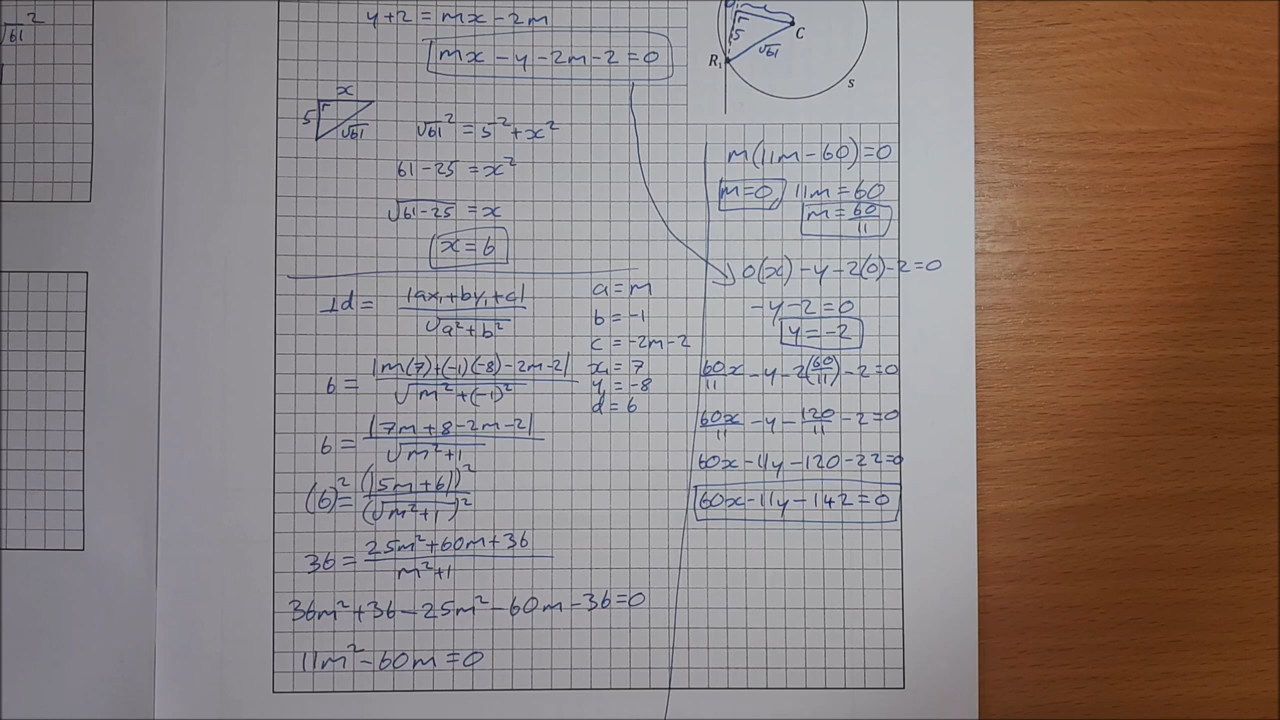 √61²
y+2 = mx-2m
mx-y-2m-2=0
x
5
√61
√61² = 5²+x²
61-25 = x²
√61-25 = x
x=6
⊥d = |ax₁+by₁+c| / √a²+b²
a=m
b=-1
c=-2m-2
x₁=7
y₁=-8
d=6
6 = |m(7)+(-1)(-8)-2m-2| / √m²+(-1)²
6 = |7m+8-2m-2| / √m²+1
(6)² = (|5m+6|)² / (√m²+1)²
36 = 25m²+60m+36 / m²+1
36m²+36-25m²-60m-36=0
11m²-60m=0
5
C
√61
R₁
s
m(11m-60)=0
m=0, 11m=60
m=60/11
0(x)-y-2(0)-2=0
-y-2=0
y=-2
60/11x-y-2(60/11)-2=0
60x/11-y-120/11-2=0
60x-11y-120-22=0
60x-11y-142=0